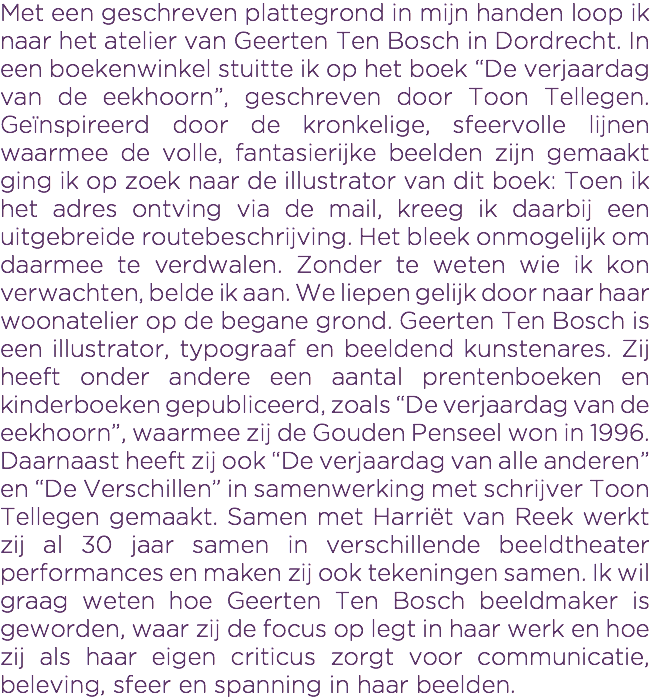 Met een geschreven plattegrond in mijn handen loop ik
naar het atelier van Geerten Ten Bosch in Dordrecht. In
een boekenwinkel stuitte ik op het boek “De verjaardag
van de eekhoorn”, geschreven door Toon Tellegen.
Geïnspireerd door de kronkelige, sfeervolle lijnen
waarmee de volle, fantasierijke beelden zijn gemaakt
ging ik op zoek naar de illustrator van dit boek: Toen ik
het adres ontving via de mail, kreeg ik daarbij een
uitgebreide routebeschrijving. Het bleek onmogelijk om
daarmee te verdwalen. Zonder te weten wie ik kon
verwachten, belde ik aan. We liepen gelijk door naar haar
woonatelier op de begane grond. Geerten Ten Bosch is
een illustrator, typograaf en beeldend kunstenares. Zij
heeft onder andere een aantal prentenboeken en
kinderboeken gepubliceerd, zoals “De verjaardag van de
eekhoorn”, waarmee zij de Gouden Penseel won in 1996.
Daarnaast heeft zij ook “De verjaardag van alle anderen”
en “De Verschillen” in samenwerking met schrijver Toon
Tellegen gemaakt. Samen met Harriët van Reek werkt
zij al 30 jaar samen in verschillende beeldtheater
performances en maken zij ook tekeningen samen. Ik wil
graag weten hoe Geerten Ten Bosch beeldmaker is
geworden, waar zij de focus op legt in haar werk en hoe
zij als haar eigen criticus zorgt voor communicatie,
beleving, sfeer en spanning in haar beelden.